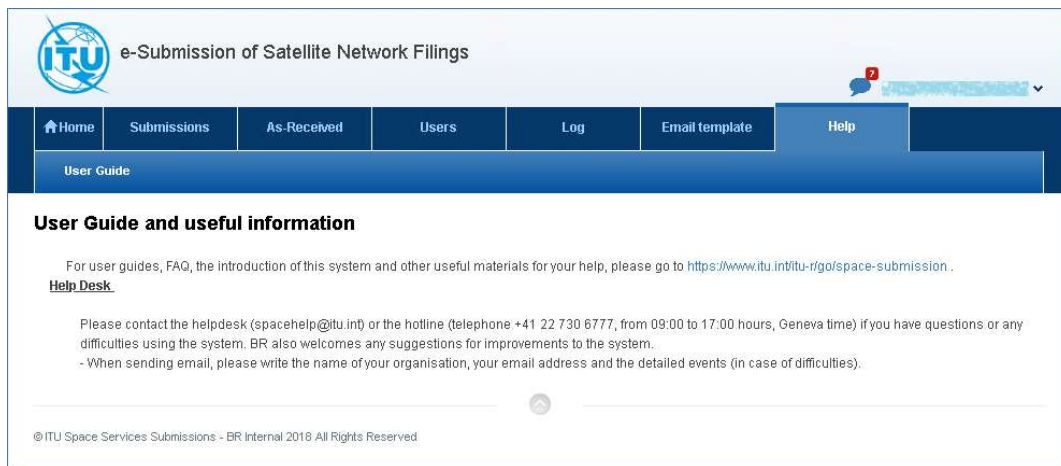 ITU
e-Submission of Satellite Network Filings
7
Home Submissions As-Received Users Log Email template Help
User Guide
User Guide and useful information
For user guides, FAQ, the introduction of this system and other useful materials for your help, please go to https://www.itu.int/itu-r/go/space-submission .
Help Desk
Please contact the helpdesk (spacehelp@itu.int) or the hotline (telephone +41 22 730 6777, from 09:00 to 17:00 hours, Geneva time) if you have questions or any
difficulties using the system. BR also welcomes any suggestions for improvements to the system.
- When sending email, please write the name of your organisation, your email address and the detailed events (in case of difficulties).
© ITU Space Services Submissions - BR Internal 2018 All Rights Reserved